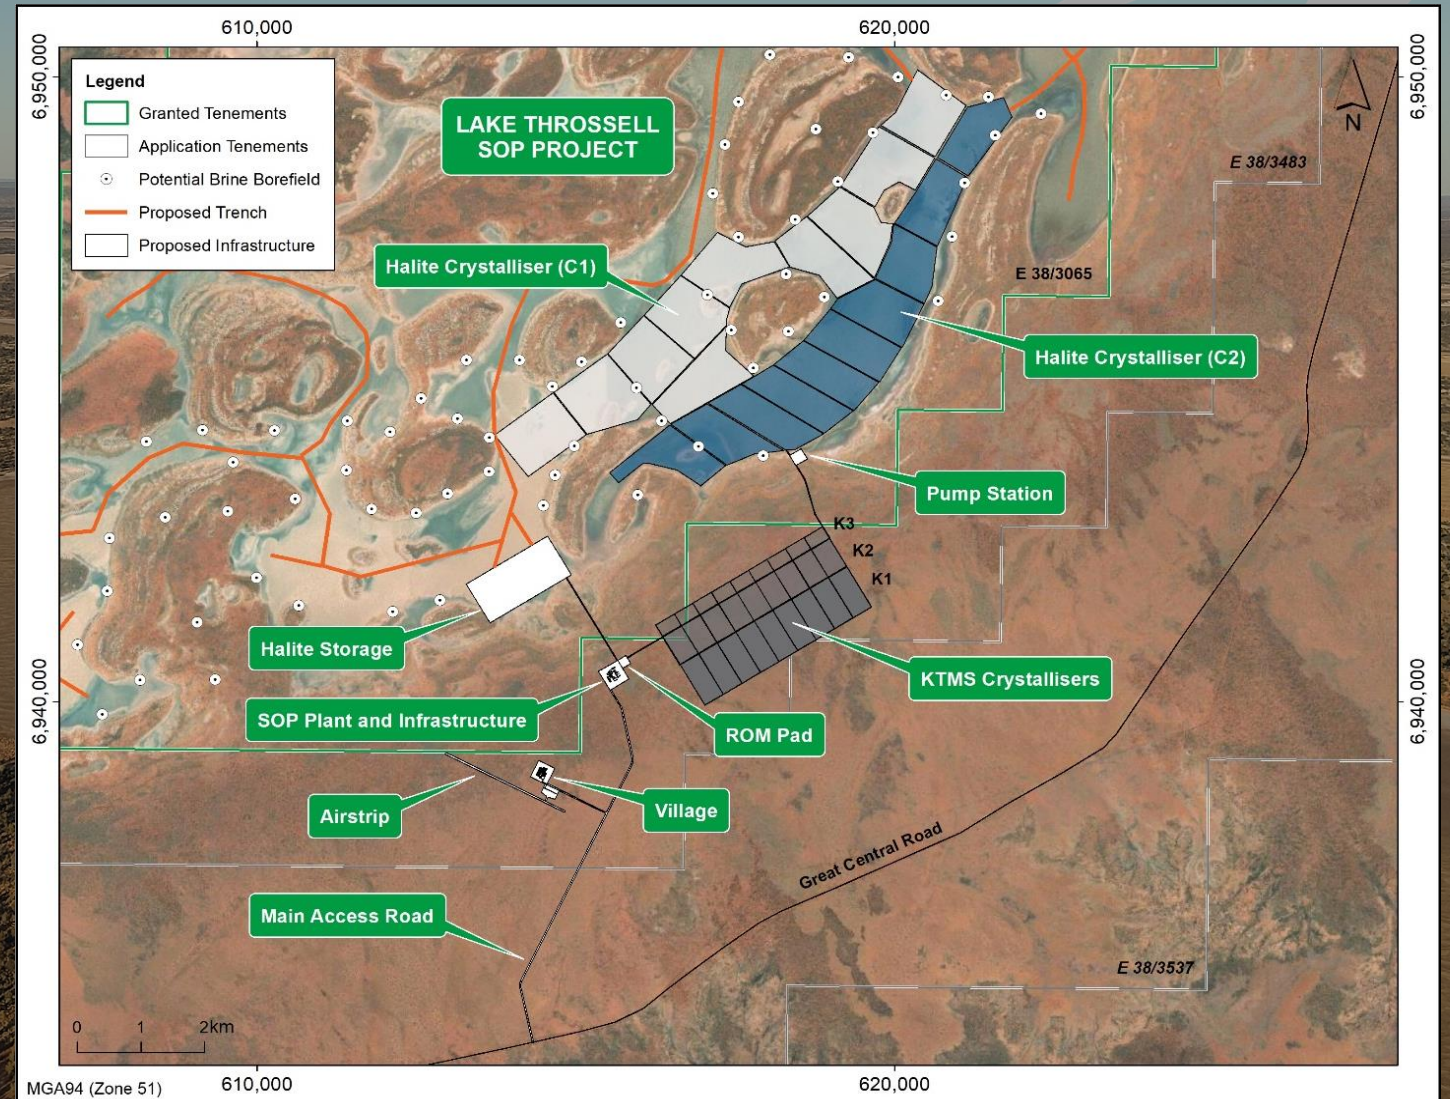 610,000
620,000
6,950,000
6,950,000
Legend
Granted Tenements
Application Tenements
Potential Brine Borefield
Proposed Trench
Proposed Infrastructure
LAKE THROSSELL
SOP PROJECT
N
E 38/3483
Halite Crystalliser (C1)
E 38/3065
Halite Crystalliser (C2)
Pump Station
K3
K2
K1
Halite Storage
KTMS Crystallisers
SOP Plant and Infrastructure
ROM Pad
6,940,000
6,940,000
Airstrip
Village
Great Central Road
Main Access Road
E 38/3537
0 1 2km
610,000
620,000
MGA94 (Zone 51)